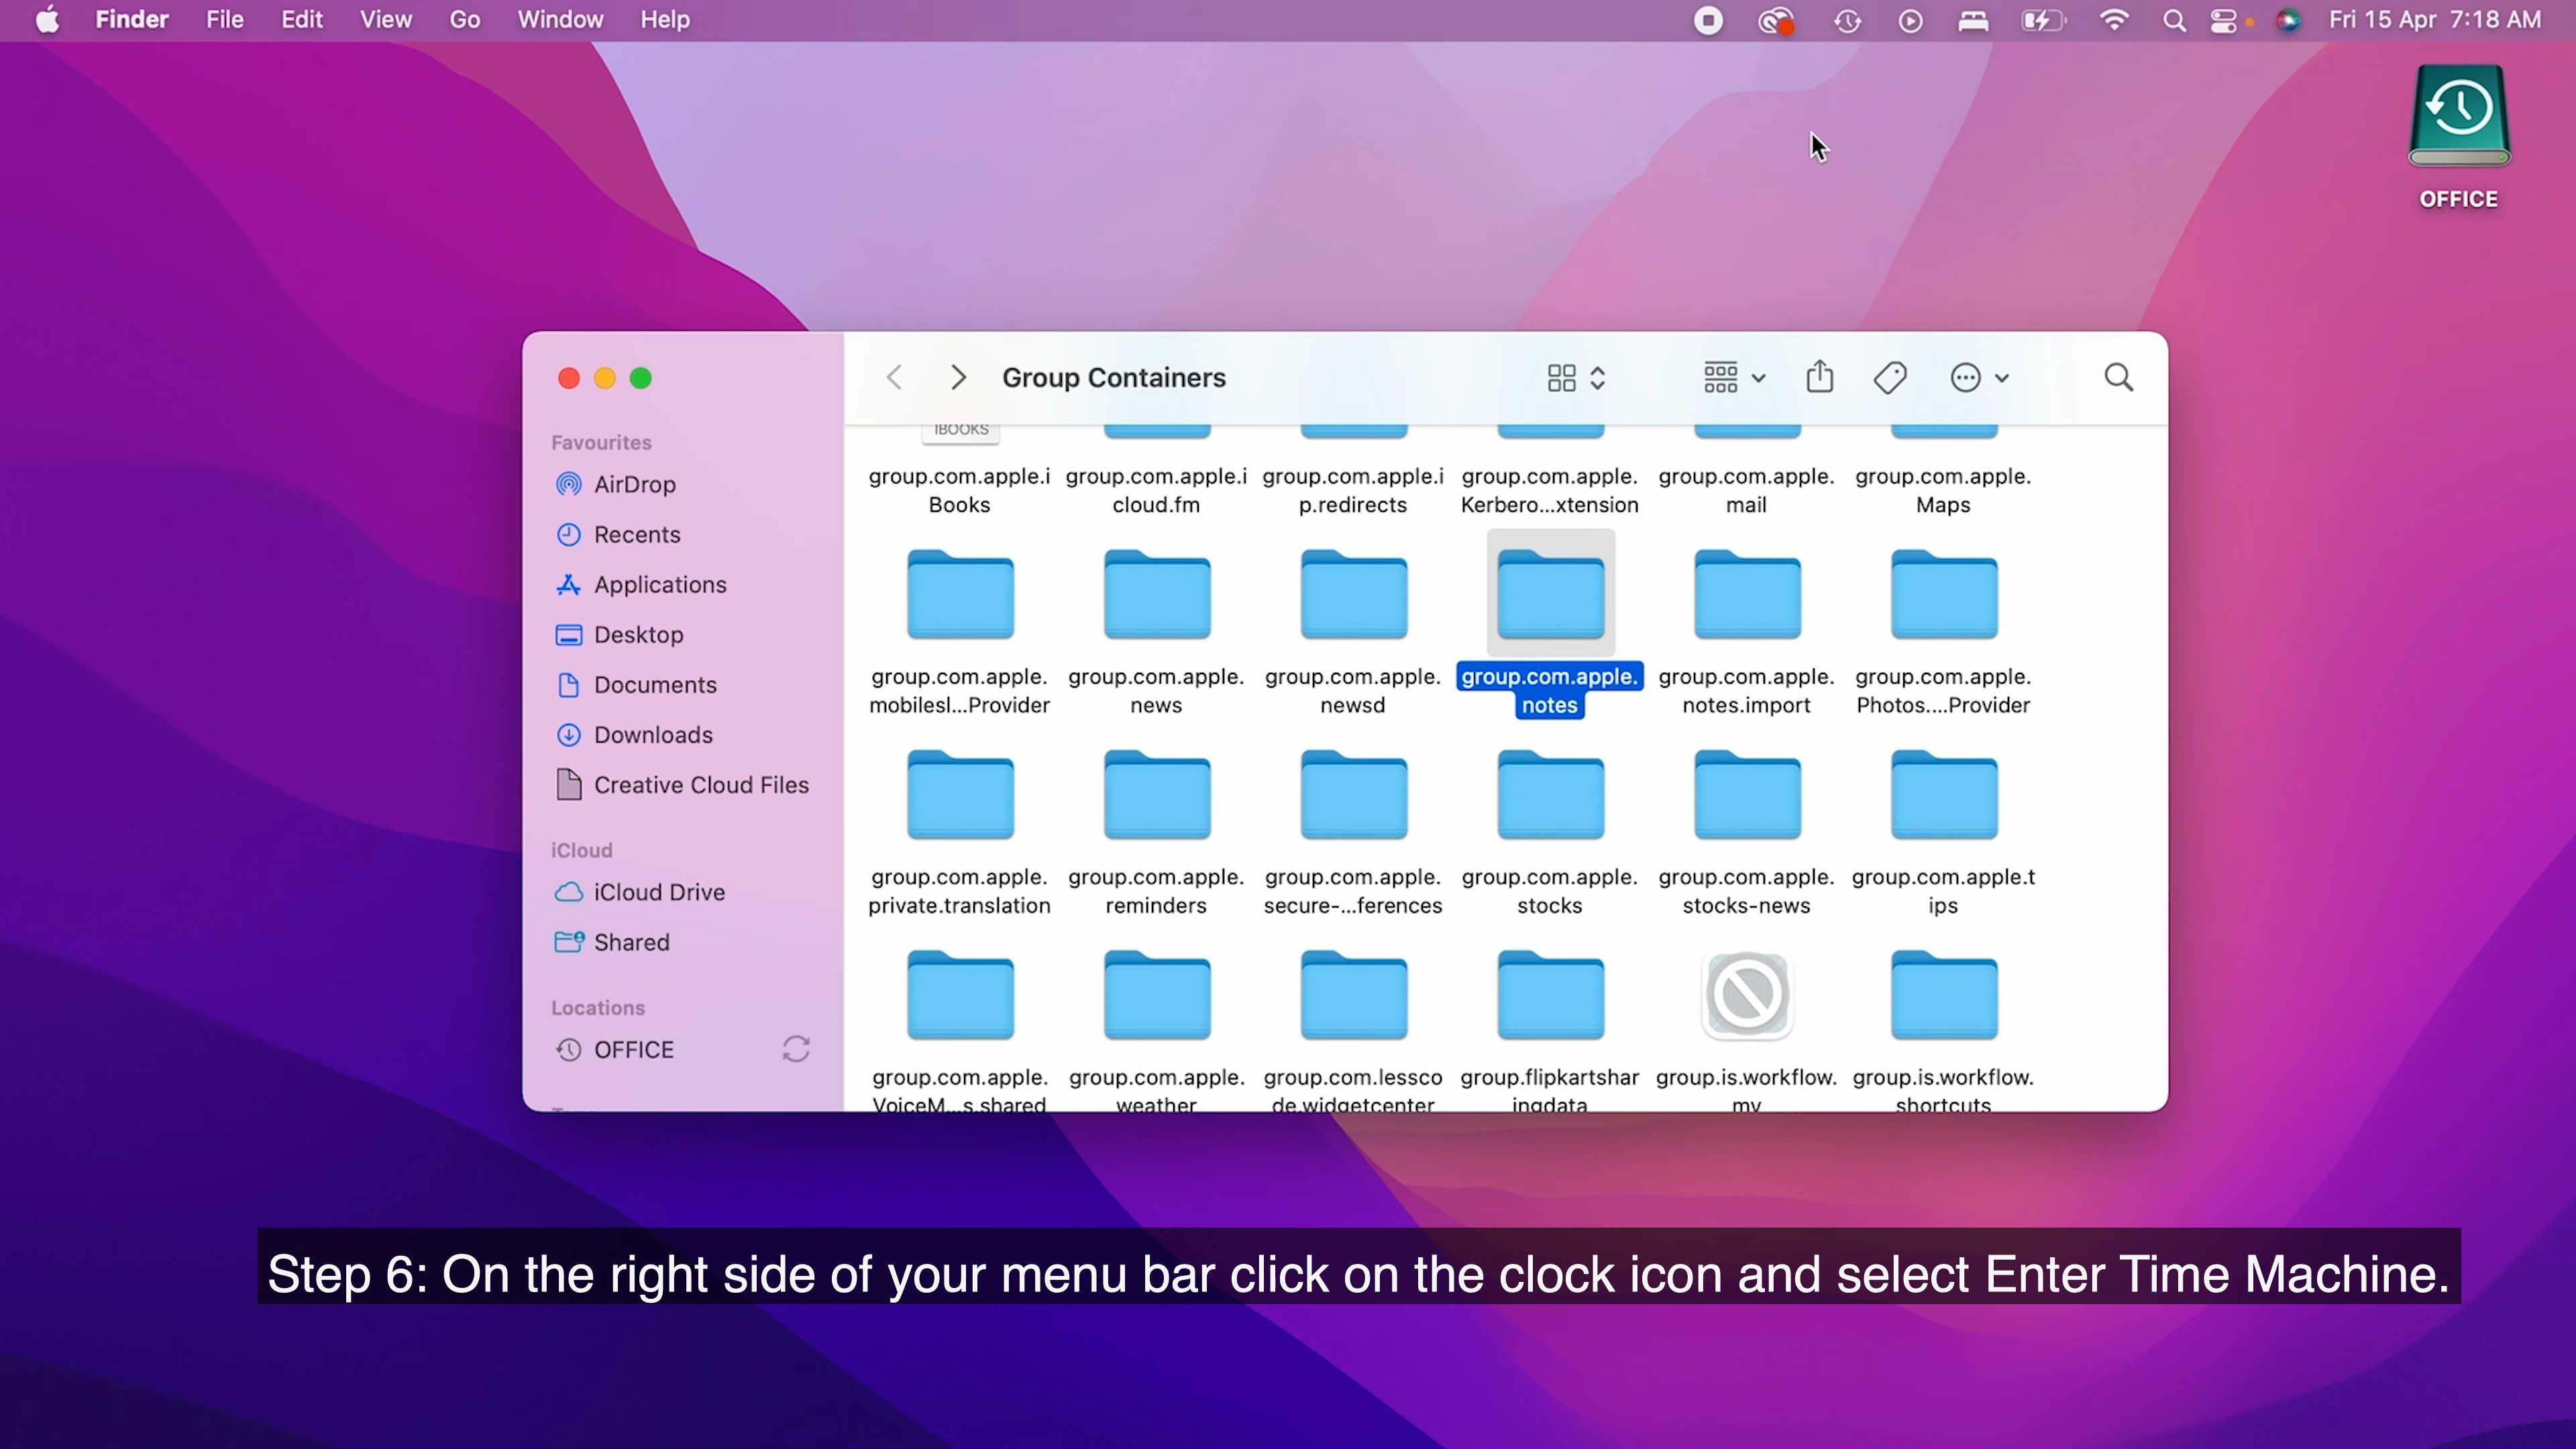 Finder File Edit View Go Window Help Fri 15 Apr 7:18 AM
OFFICE
Group Containers
Favourites
AirDrop
Recents
Applications
Desktop
Documents
Downloads
Creative Cloud Files
iCloud
iCloud Drive
Shared
Locations
OFFICE
IBOOKS
group.com.apple.i group.com.apple.i group.com.apple.i group.com.apple. group.com.apple. group.com.apple.
Books cloud.fm p.redirects Kerbero...xtension mail Maps
group.com.apple. group.com.apple. group.com.apple. group.com.apple. group.com.apple. group.com.apple.
mobilesl...Provider news newsd notes notes.import Photos....Provider
group.com.apple. group.com.apple. group.com.apple. group.com.apple. group.com.apple. group.com.apple.t
private.translation reminders secure-...ferences stocks stocks-news ips
group.com.apple. group.com.apple. group.com.lessco group.flipkartshar group.is.workflow. group.is.workflow.
VoiceM...s.shared weather de.widgetcenter ingdata my shortcuts
Step 6: On the right side of your menu bar click on the clock icon and select Enter Time Machine.